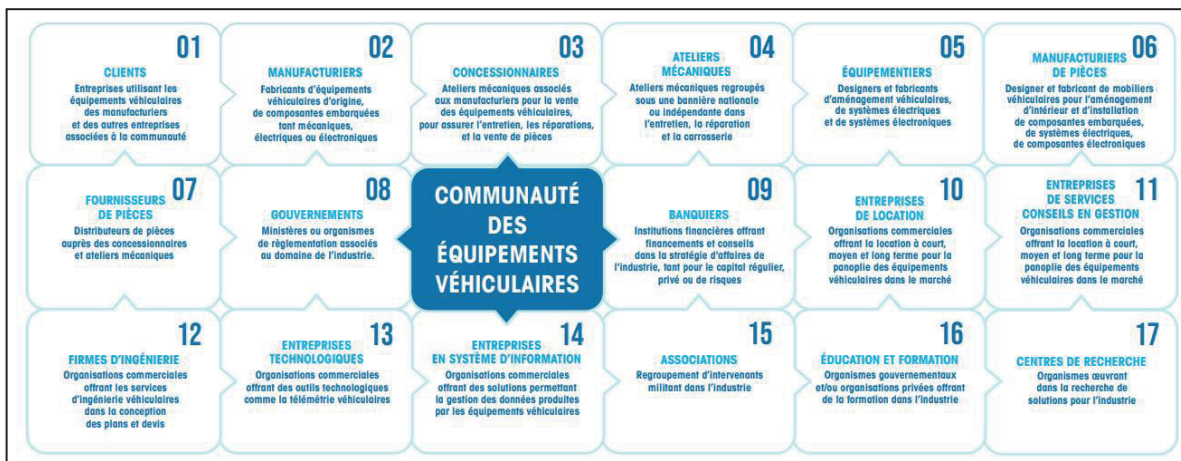 01
CLIENTS
Entreprises utilisant les
équipements véhiculaires
des manufacturiers
et des autres entreprises
associées à la communauté
02
MANUFACTURIERS
Fabricants d'équipements
véhiculaires d'origine,
de composantes embarquées
tant mécaniques,
électriques ou électroniques
03
CONCESSIONNAIRES
Ateliers mécaniques associés
aux manufacturiers pour la vente
des équipements véhiculaires,
pour assurer l'entretien, les réparations,
et la vente de pièces
04
ATELIERS
MÉCANIQUES
Ateliers mécaniques regroupés
sous une bannière nationale
ou indépendante dans
l'entretien, la réparation
et la carrosserie
05
ÉQUIPEMENTIERS
Designers et fabricants
d'aménagement véhiculaires,
de systèmes électriques
et de systèmes électroniques
06
MANUFACTURIERS
DE PIÈCES
Designer et fabricant de mobiliers
véhiculaires pour l'aménagement
d'intérieur et d'installation
de composantes embarquées,
de systèmes électriques,
de composantes électroniques
07
FOURNISSEURS
DE PIÈCES
Distributeurs de pièces
auprès des concessionnaires
et ateliers mécaniques
08
GOUVERNEMENTS
Ministères ou organismes
de règlementation associés
au domaine de l'industrie.
COMMUNAUTÉ
DES
ÉQUIPEMENTS
VÉHICULAIRES
09
BANQUIERS
Institutions financières offrant
financements et conseils
dans la stratégie d'affaires de
l'industrie, tant pour le capital régulier,
privé ou de risques
10
ENTREPRISES
DE LOCATION
Organisations commerciales
offrant la location à court,
moyen et long terme pour la
panoplie des équipements
véhiculaires dans le marché
11
ENTREPRISES
DE SERVICES
CONSEILS EN GESTION
Organisations commerciales
offrant la location à court,
moyen et long terme pour la
panoplie des équipements
véhiculaires dans le marché
12
FIRMES D'INGÉNIERIE
Organisations commerciales
offrant les services
d'ingénierie véhiculaires
dans la conception
des plans et devis
13
ENTREPRISES
TECHNOLOGIQUES
Organisations commerciales
offrant des outils technologiques
comme la télémétrie véhiculaires
14
ENTREPRISES
EN SYSTÈME D'INFORMATION
Organisations commerciales
offrant des solutions permettant
la gestion des données produites
par les équipements véhiculaires
15
ASSOCIATIONS
Regroupement d'intervenants
militant dans l'industrie
16
ÉDUCATION ET FORMATION
Organismes gouvernementaux
et/ou organisations privées offrant
de la formation dans l'industrie
17
CENTRES DE RECHERCHE
Organismes œuvrant
dans la recherche de
solutions pour l'industrie